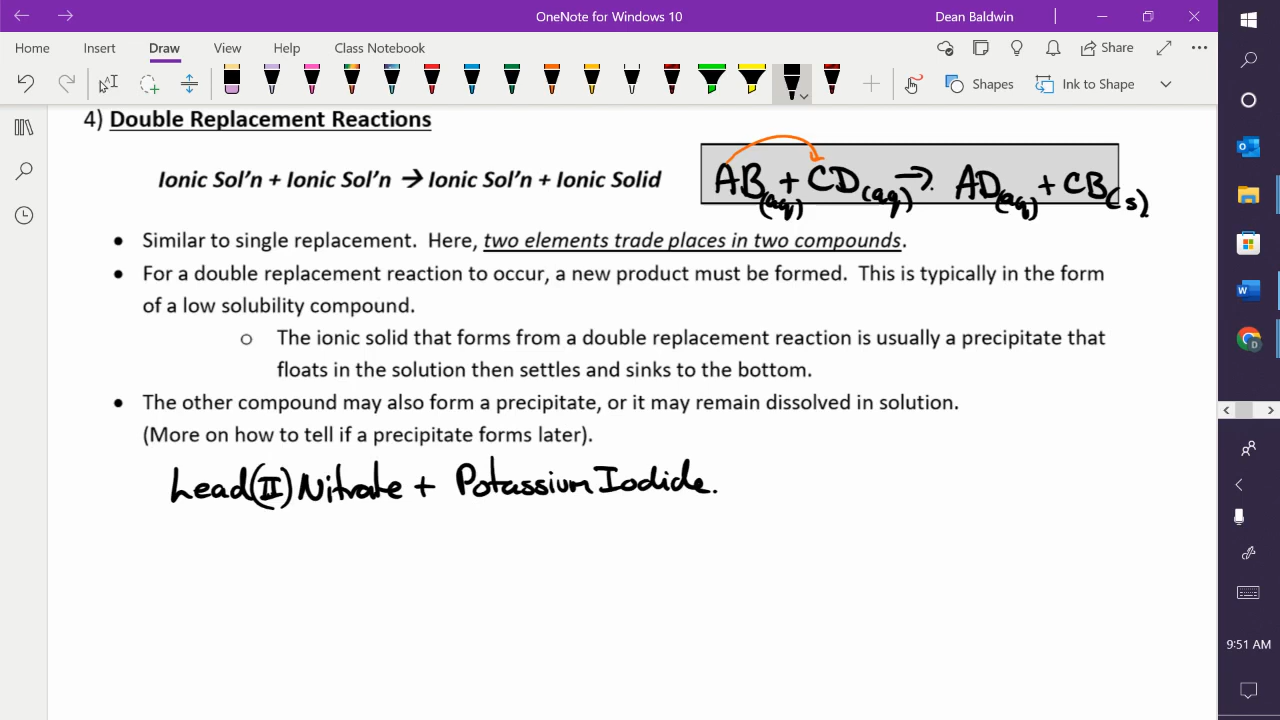 OneNote for Windows 10
Dean Baldwin
Home Insert Draw View Help Class Notebook
Share
Shapes
Ink to Shape
4) Double Replacement Reactions
Ionic Sol’n + Ionic Sol’n → Ionic Sol’n + Ionic Solid
AB(aq) + CD(aq) → AD(aq) + CB(s)
• Similar to single replacement. Here, two elements trade places in two compounds.
• For a double replacement reaction to occur, a new product must be formed. This is typically in the form
of a low solubility compound.
o The ionic solid that forms from a double replacement reaction is usually a precipitate that
floats in the solution then settles and sinks to the bottom.
• The other compound may also form a precipitate, or it may remain dissolved in solution.
(More on how to tell if a precipitate forms later).
Lead(II) Nitrate + Potassium Iodide.
9:51 AM